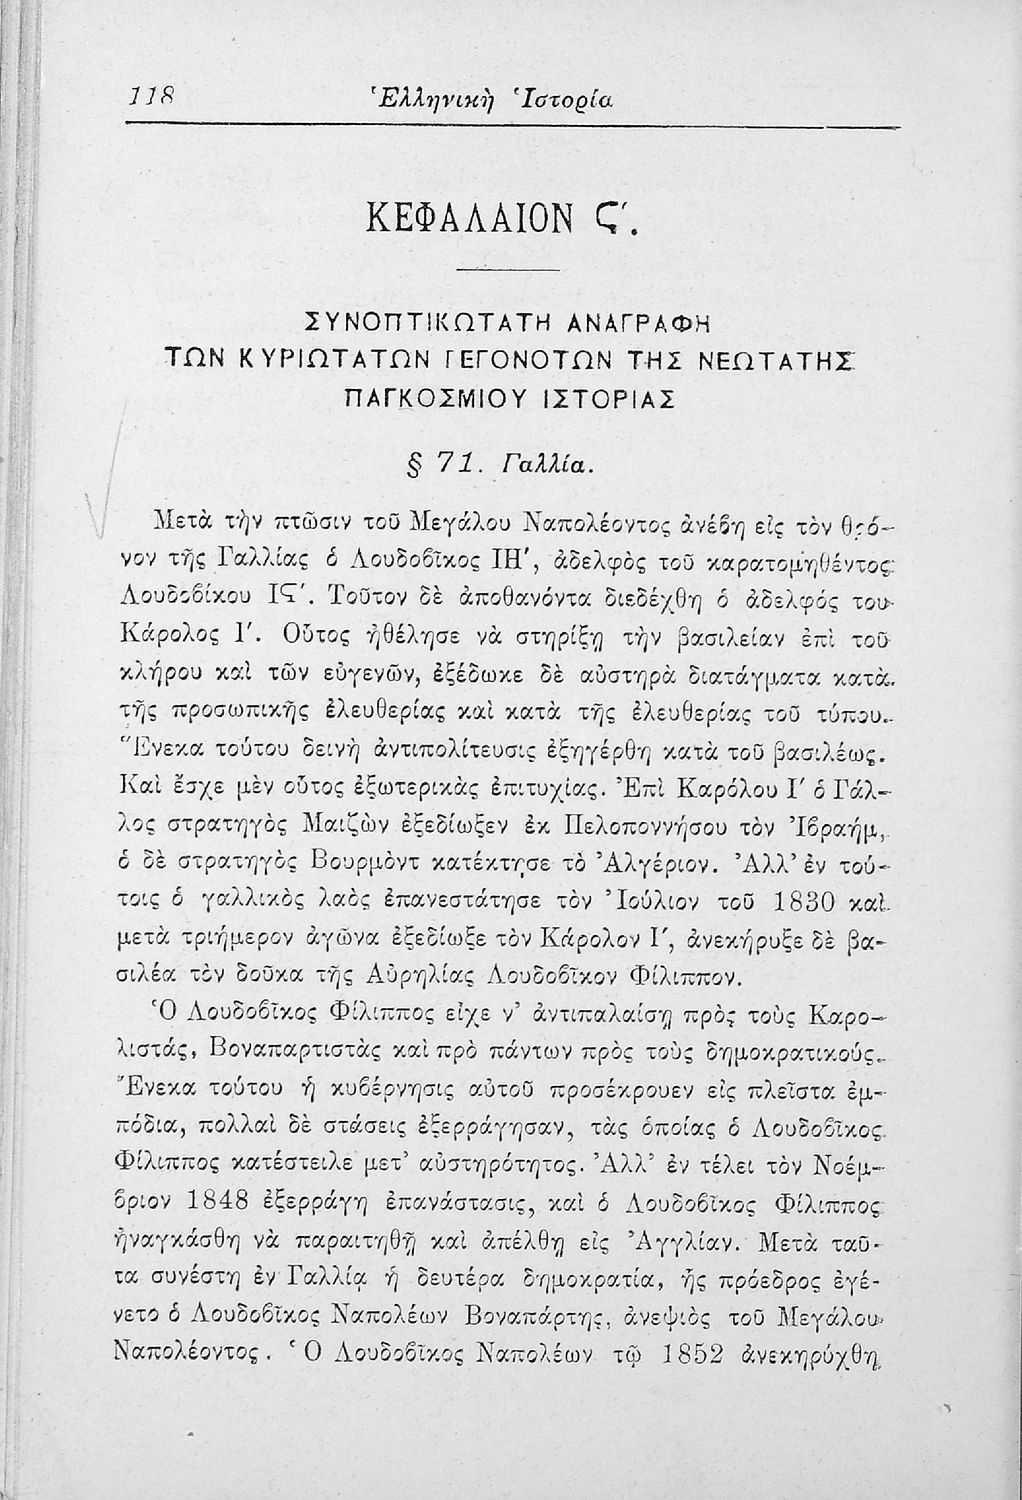 118 Ἑλληνικὴ Ἱστορία
ΚΕΦΑΛΑΙΟΝ Ϛ'.
ΣΥΝΟΠΤΙΚΩΤΑΤΗ ΑΝΑΓΡΑΦΗ
ΤΩΝ ΚΥΡΙΩΤΑΤΩΝ ΓΕΓΟΝΟΤΩΝ ΤΗΣ ΝΕΩΤΑΤΗΣ
ΠΑΓΚΟΣΜΙΟΥ ΙΣΤΟΡΙΑΣ
§ 71. Γαλλία.
Μετὰ τὴν πτῶσιν τοῦ Μεγάλου Ναπολέοντος ἀνέβη εἰς τὸν θρό-
νον τῆς Γαλλίας ὁ Λουδοβῖκος ΙΗ', ἀδελφὸς τοῦ καρατομηθέντος
Λουδοβίκου ΙϚ'. Τοῦτον δὲ ἀποθανόντα διεδέχθη ὁ ἀδελφός του
Κάρολος Ι'. Οὗτος ἠθέλησε νὰ στηρίξῃ τὴν βασιλείαν ἐπὶ τοῦ
κλήρου καὶ τῶν εὐγενῶν, ἐξέδωκε δὲ αὐστηρὰ διατάγματα κατὰ
τῆς προσωπικῆς ἐλευθερίας καὶ κατὰ τῆς ἐλευθερίας τοῦ τύπου.
Ἕνεκα τούτου δεινὴ ἀντιπολίτευσις ἐξηγέρθη κατὰ τοῦ βασιλέως.
Καὶ ἔσχε μὲν οὗτος ἐξωτερικὰς ἐπιτυχίας. Ἐπὶ Καρόλου Ι' ὁ Γάλ-
λος στρατηγὸς Μαιζὼν ἐξεδίωξεν ἐκ Πελοποννήσου τὸν Ἰβραήμ,
ὁ δὲ στρατηγὸς Βουρμὸντ κατέκτησε τὸ Ἀλγέριον. Ἀλλ' ἐν τού-
τοις ὁ γαλλικὸς λαὸς ἐπανεστάτησε τὸν Ἰούλιον τοῦ 1830 καὶ
μετὰ τριήμερον ἀγῶνα ἐξεδίωξε τὸν Κάρολον Ι', ἀνεκήρυξε δὲ βα-
σιλέα τὸν δοῦκα τῆς Αὐρηλίας Λουδοβῖκον Φίλιππον.
Ὁ Λουδοβῖκος Φίλιππος εἶχε ν' ἀντιπαλαίσῃ πρὸς τοὺς Καρο-
λιστάς, Βοναπαρτιστὰς καὶ πρὸ πάντων πρὸς τοὺς δημοκρατικούς.
Ἕνεκα τούτου ἡ κυβέρνησις αὐτοῦ προσέκρουεν εἰς πλεῖστα ἐμ-
πόδια, πολλαὶ δὲ στάσεις ἐξερράγησαν, τὰς ὁποίας ὁ Λουδοβῖκος
Φίλιππος κατέστειλε μετ' αὐστηρότητος. Ἀλλ' ἐν τέλει τὸν Νοέμ-
βριον 1848 ἐξερράγη ἐπανάστασις, καὶ ὁ Λουδοβῖκος Φίλιππος
ἠναγκάσθη νὰ παραιτηθῇ καὶ ἀπέλθῃ εἰς Ἀγγλίαν. Μετὰ ταῦ-
τα συνέστη ἐν Γαλλίᾳ ἡ δευτέρα δημοκρατία, ἧς πρόεδρος ἐγέ-
νετο ὁ Λουδοβῖκος Ναπολέων Βοναπάρτης, ἀνεψιὸς τοῦ Μεγάλου
Ναπολέοντος. Ὁ Λουδοβῖκος Ναπολέων τῷ 1852 ἀνεκηρύχθη